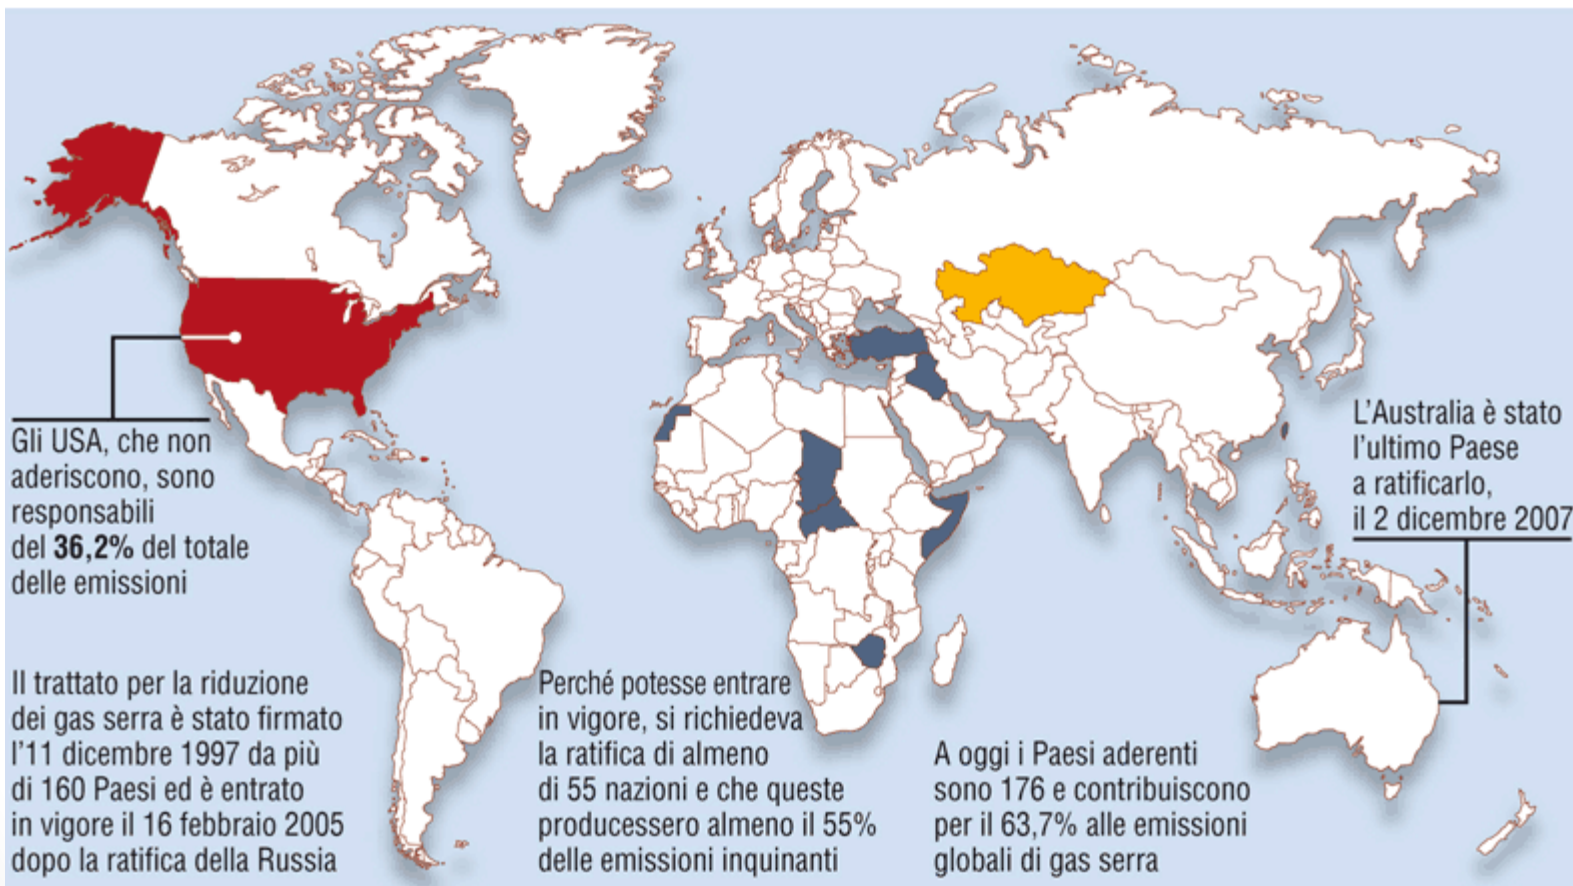 Gli USA, che non
aderiscono, sono
responsabili
del 36,2% del totale
delle emissioni
L'Australia è stato
l'ultimo Paese
a ratificarlo,
il 2 dicembre 2007
Il trattato per la riduzione
dei gas serra è stato firmato
l'11 dicembre 1997 da più
di 160 Paesi ed è entrato
in vigore il 16 febbraio 2005
dopo la ratifica della Russia
Perché potesse entrare
in vigore, si richiedeva
la ratifica di almeno
di 55 nazioni e che queste
producessero almeno il 55%
delle emissioni inquinanti
A oggi i Paesi aderenti
sono 176 e contribuiscono
per il 63,7% alle emissioni
globali di gas serra